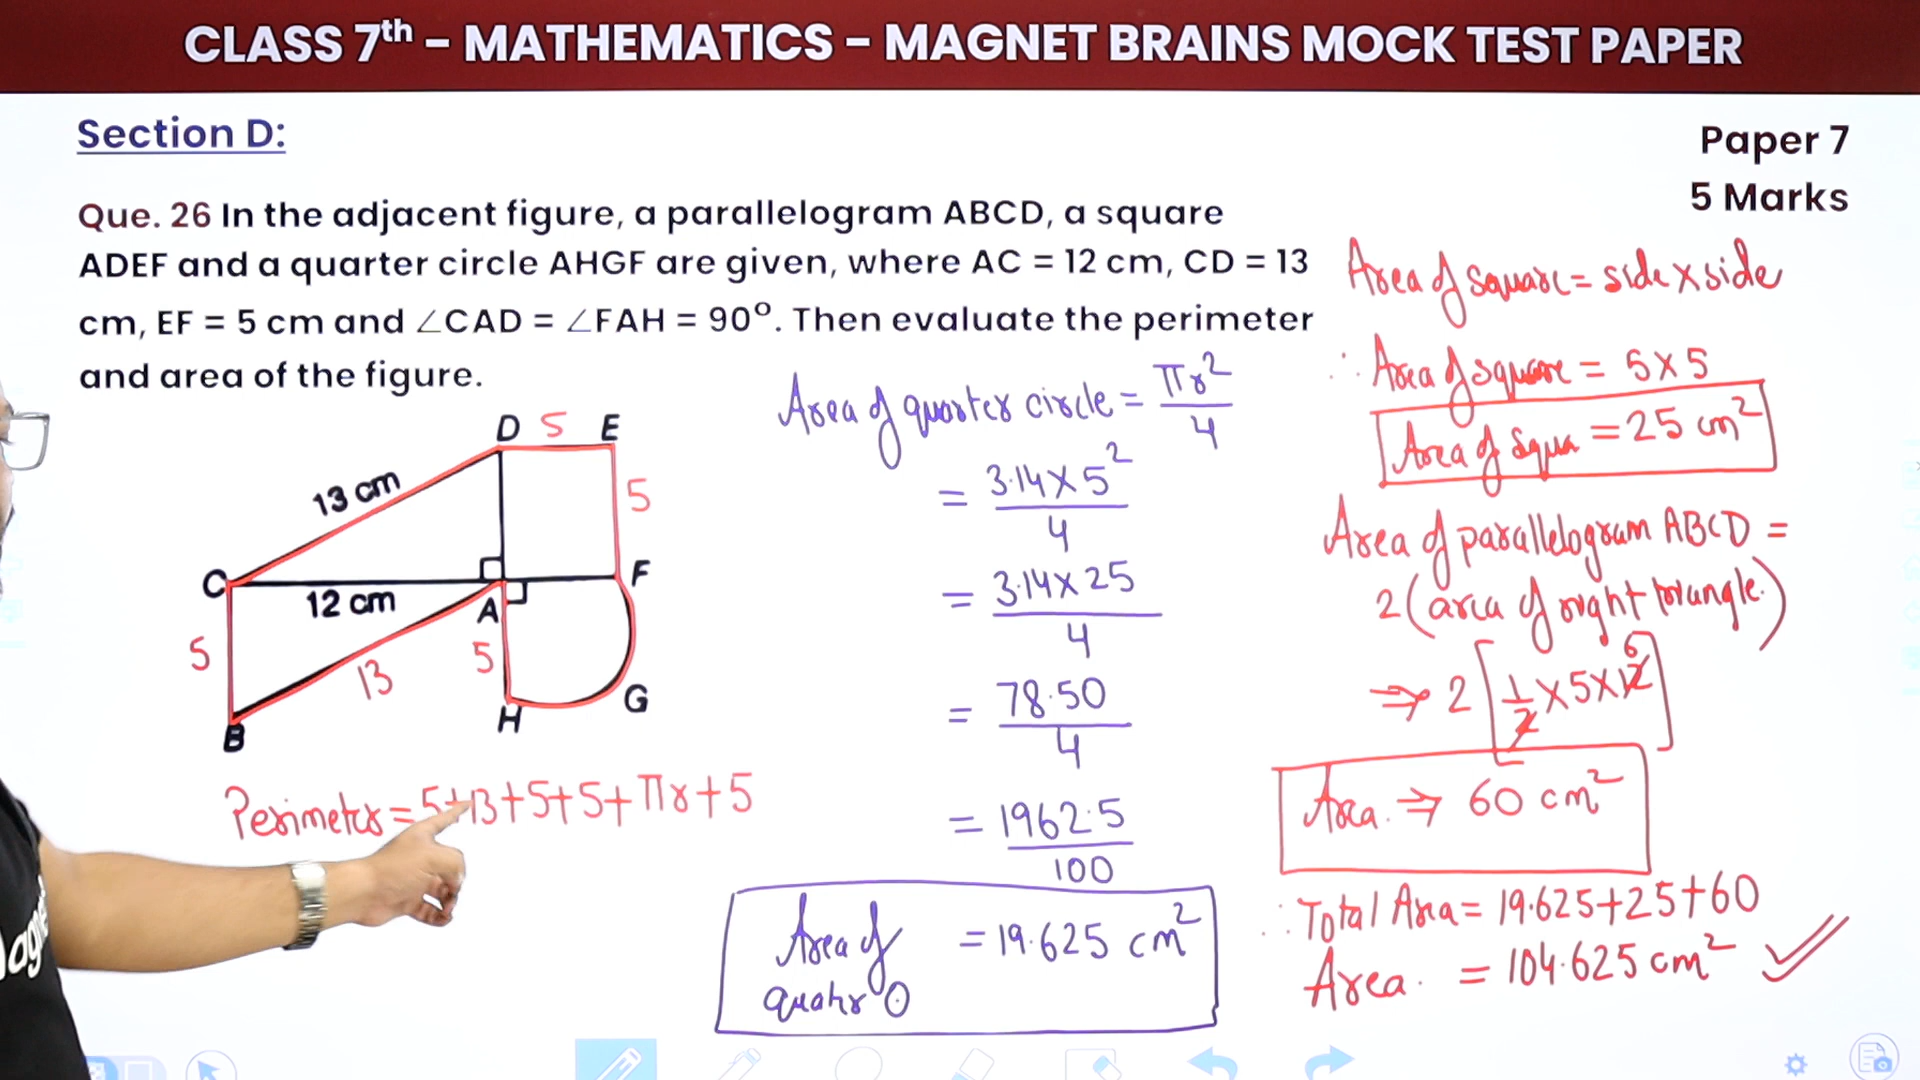 CLASS 7th – MATHEMATICS – MAGNET BRAINS MOCK TEST PAPER
Section D:
Paper 7
5 Marks
Que. 26 In the adjacent figure, a parallelogram ABCD, a square
ADEF and a quarter circle AHGF are given, where AC = 12 cm, CD = 13
cm, EF = 5 cm and ∠CAD = ∠FAH = 90°. Then evaluate the perimeter
and area of the figure.
D 5 E
13 cm
5
C
F
12 cm
A
5
13
5
G
H
B
Perimeter = 5+13+5+5+πr+5
Area of quarter circle = πr²/4
= 3.14×5²/4
= 3.14×25/4
= 78.50/4
= 1962.5/100
Area of = 19.625 cm²
Area of square = side × side
∴ Area of square = 5×5
Area of Squa = 25 cm²
Area of parallelogram ABCD =
2(area of right triangle.)
⇒ 2[1/2 ×5×12] 6
Area. ⇒ 60 cm²
∴ Total Area = 19.625+25+60
Area. = 104.625 cm²